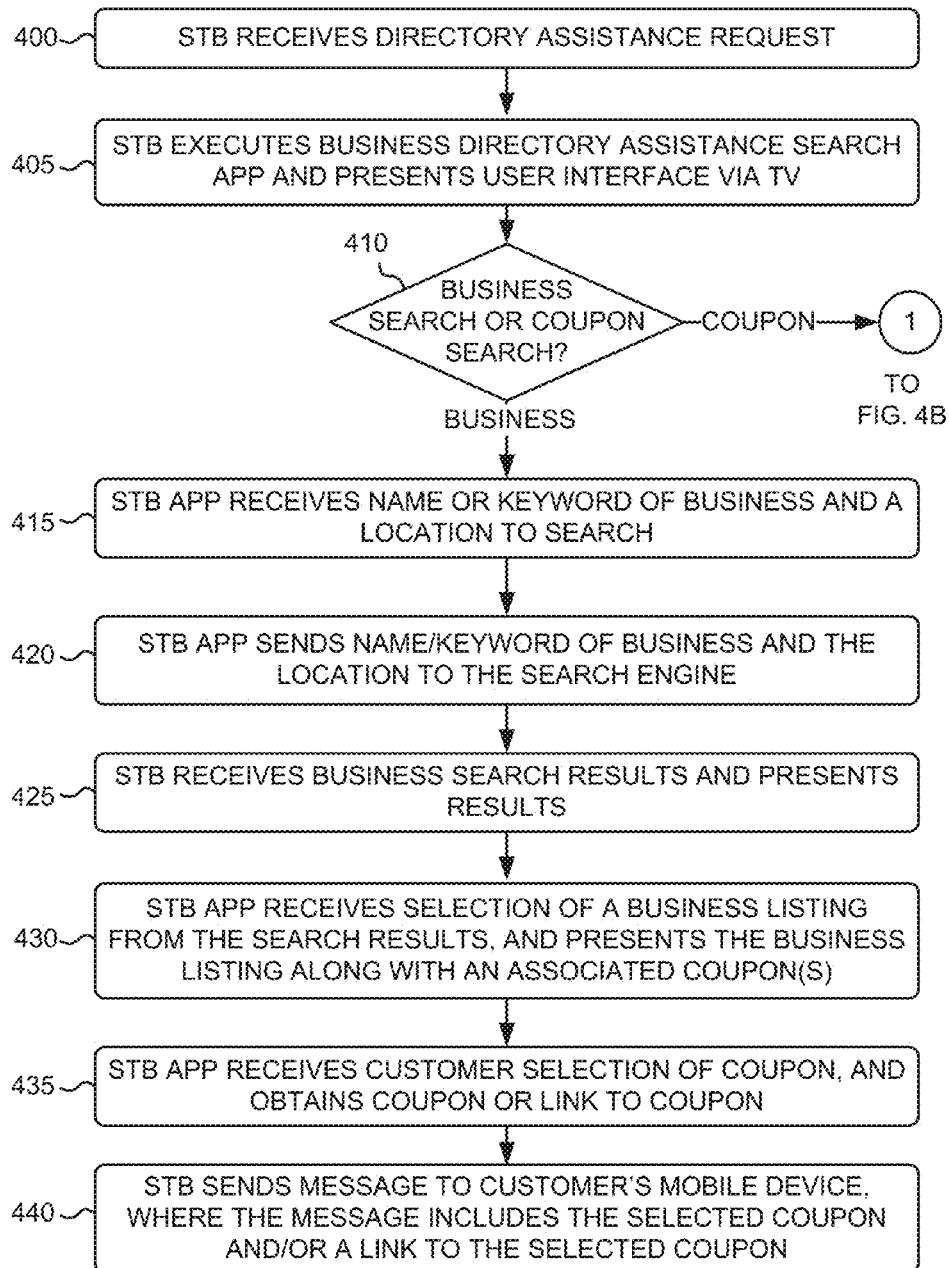 400
STB RECEIVES DIRECTORY ASSISTANCE REQUEST
405
STB EXECUTES BUSINESS DIRECTORY ASSISTANCE SEARCH
APP AND PRESENTS USER INTERFACE VIA TV
410
BUSINESS
SEARCH OR COUPON
SEARCH?
COUPON
1
TO
FIG. 4B
BUSINESS
415
STB APP RECEIVES NAME OR KEYWORD OF BUSINESS AND A
LOCATION TO SEARCH
420
STB APP SENDS NAME/KEYWORD OF BUSINESS AND THE
LOCATION TO THE SEARCH ENGINE
425
STB RECEIVES BUSINESS SEARCH RESULTS AND PRESENTS
RESULTS
430
STB APP RECEIVES SELECTION OF A BUSINESS LISTING
FROM THE SEARCH RESULTS, AND PRESENTS THE BUSINESS
LISTING ALONG WITH AN ASSOCIATED COUPON(S)
435
STB APP RECEIVES CUSTOMER SELECTION OF COUPON, AND
OBTAINS COUPON OR LINK TO COUPON
440
STB SENDS MESSAGE TO CUSTOMER'S MOBILE DEVICE,
WHERE THE MESSAGE INCLUDES THE SELECTED COUPON
AND/OR A LINK TO THE SELECTED COUPON